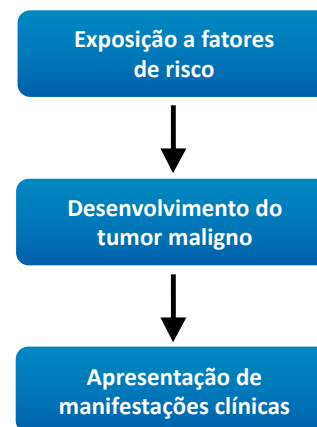 Exposição a fatores
de risco
Desenvolvimento do
tumor maligno
Apresentação de
manifestações clínicas